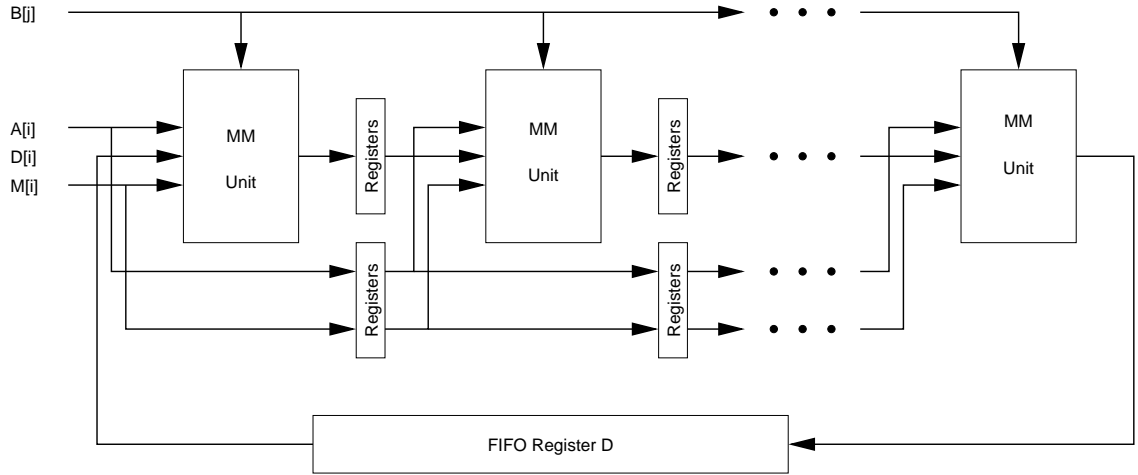 B[j]
A[i]
D[i]
M[i]
MM
Unit
Registers
MM
Unit
Registers
MM
Unit
Registers
Registers
FIFO Register D